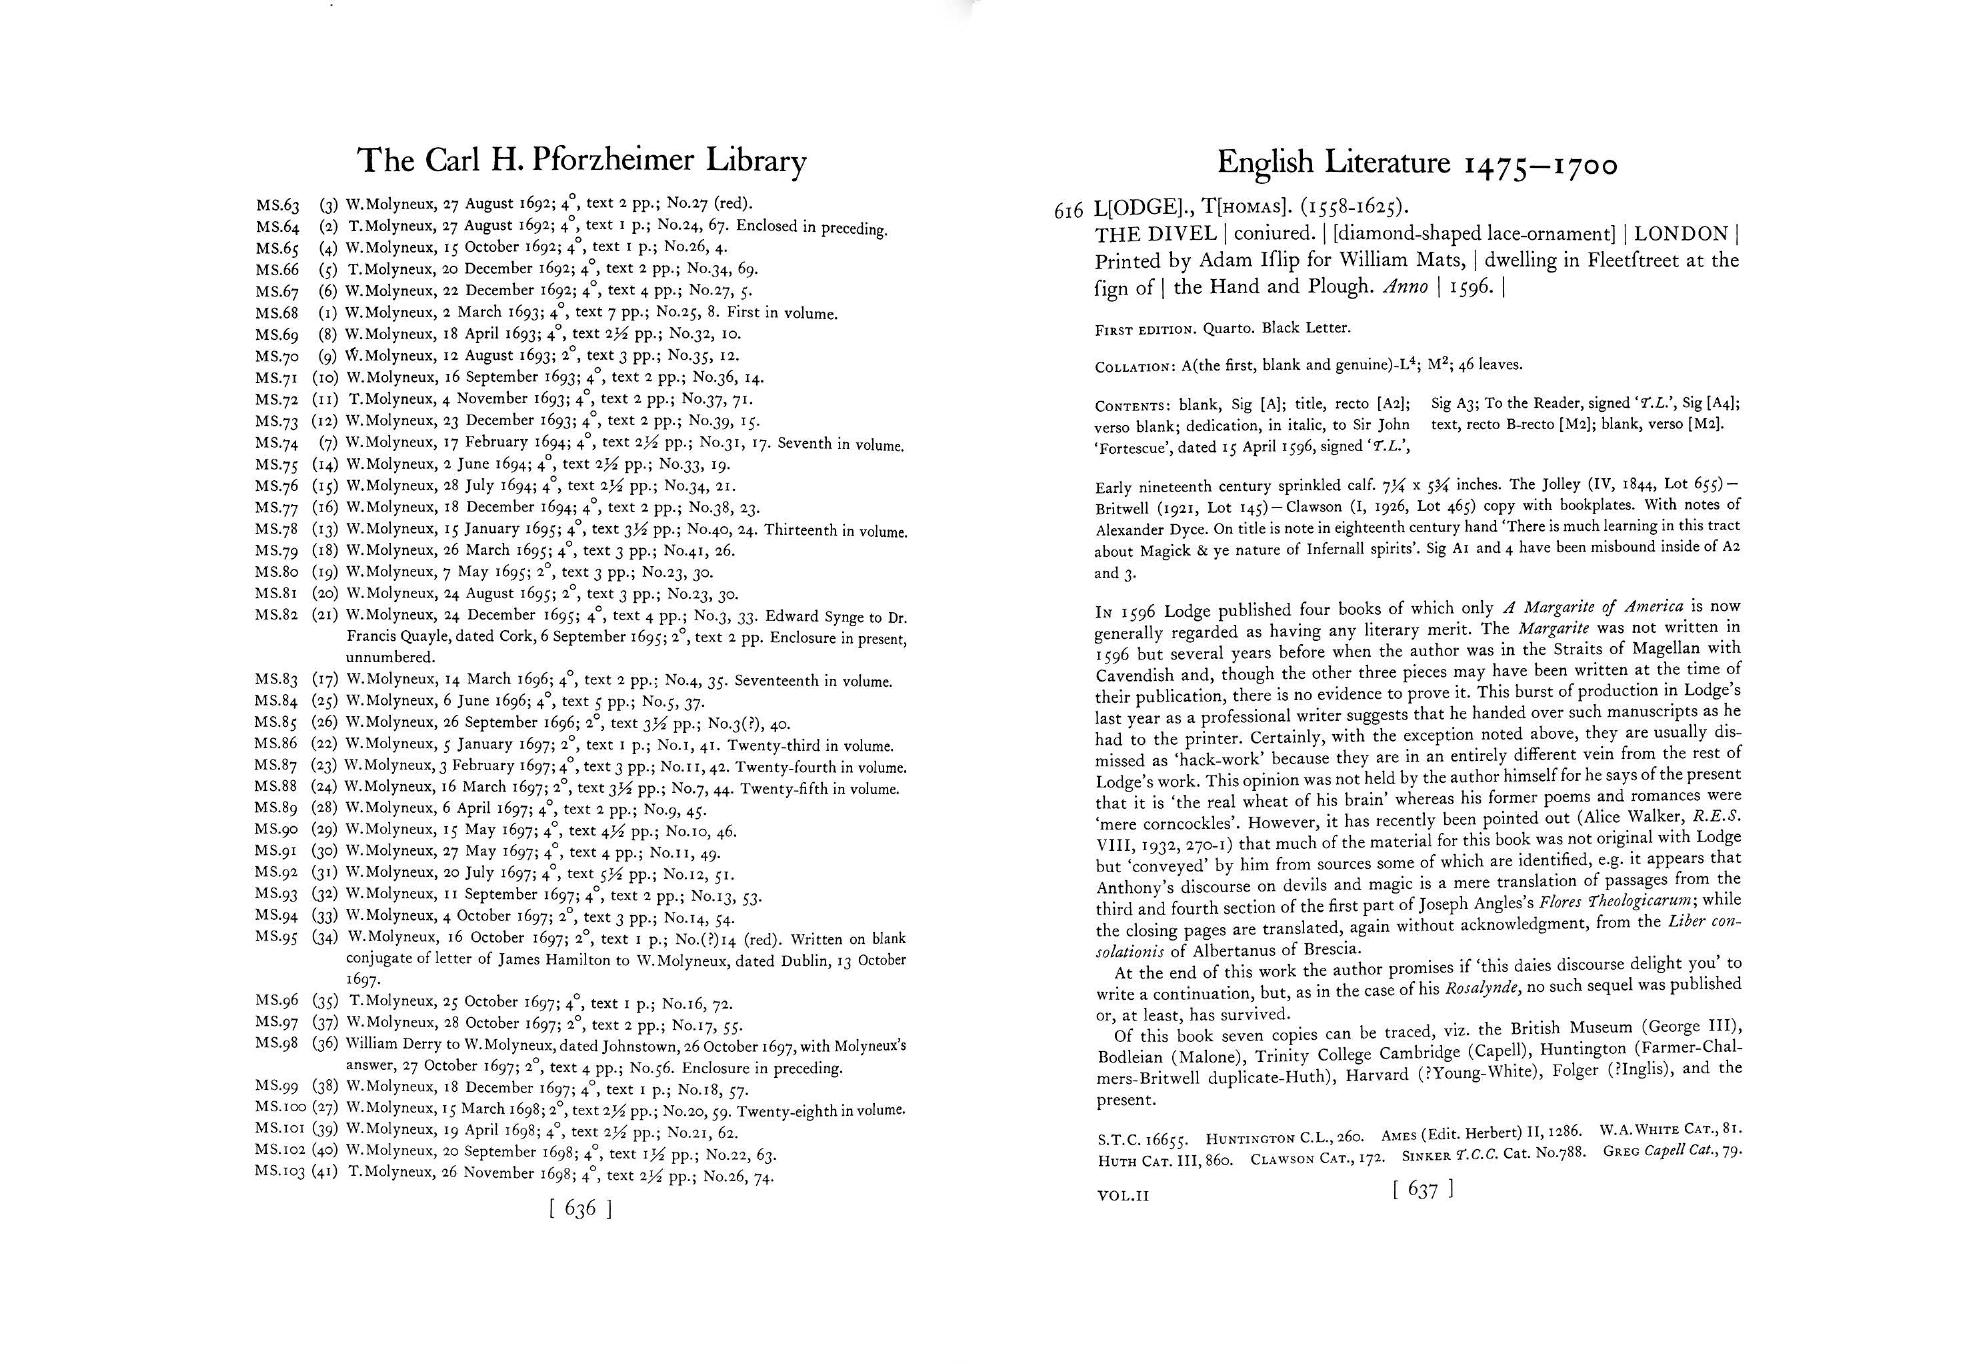 The Carl H. Pforzheimer Library
MS.63 (3) W.Molyneux, 27 August 1692; 4°, text 2 pp.; No.27 (red).
MS.64 (2) T.Molyneux, 27 August 1692; 4°, text 1 p.; No.24, 67. Enclosed in preceding.
MS.65 (4) W.Molyneux, 15 October 1692; 4°, text 1 p.; No.26, 4.
MS.66 (5) T.Molyneux, 20 December 1692; 4°, text 2 pp.; No.34, 69.
MS.67 (6) W.Molyneux, 22 December 1692; 4°, text 4 pp.; No.27, 5.
MS.68 (1) W.Molyneux, 2 March 1693; 4°, text 7 pp.; No.25, 8. First in volume.
MS.69 (8) W.Molyneux, 18 April 1693; 4°, text 2½ pp.; No.32, 10.
MS.70 (9) W.Molyneux, 12 August 1693; 2°, text 3 pp.; No.35, 12.
MS.71 (10) W.Molyneux, 16 September 1693; 4°, text 2 pp.; No.36, 14.
MS.72 (11) T.Molyneux, 4 November 1693; 4°, text 2 pp.; No.37, 71.
MS.73 (12) W.Molyneux, 23 December 1693; 4°, text 2 pp.; No.39, 15.
MS.74 (7) W.Molyneux, 17 February 1694; 4°, text 2½ pp.; No.31, 17. Seventh in volume.
MS.75 (14) W.Molyneux, 2 June 1694; 4°, text 2½ pp.; No.33, 19.
MS.76 (15) W.Molyneux, 28 July 1694; 4°, text 2½ pp.; No.34, 21.
MS.77 (16) W.Molyneux, 18 December 1694; 4°, text 2 pp.; No.38, 23.
MS.78 (13) W.Molyneux, 15 January 1695; 4°, text 3½ pp.; No.40, 24. Thirteenth in volume.
MS.79 (18) W.Molyneux, 26 March 1695; 4°, text 3 pp.; No.41, 26.
MS.80 (19) W.Molyneux, 7 May 1695; 2°, text 3 pp.; No.23, 30.
MS.81 (20) W.Molyneux, 24 August 1695; 2°, text 3 pp.; No.23, 30.
MS.82 (21) W.Molyneux, 24 December 1695; 4°, text 4 pp.; No.3, 33. Edward Synge to Dr.
Francis Quayle, dated Cork, 6 September 1695; 2°, text 2 pp. Enclosure in present,
unnumbered.
MS.83 (17) W.Molyneux, 14 March 1696; 4°, text 2 pp.; No.4, 35. Seventeenth in volume.
MS.84 (25) W.Molyneux, 6 June 1696; 4°, text 5 pp.; No.5, 37.
MS.85 (26) W.Molyneux, 26 September 1696; 2°, text 3½ pp.; No.3(?), 40.
MS.86 (22) W.Molyneux, 5 January 1697; 2°, text 1 p.; No.1, 41. Twenty-third in volume.
MS.87 (23) W.Molyneux, 3 February 1697; 4°, text 3 pp.; No.11, 42. Twenty-fourth in volume.
MS.88 (24) W.Molyneux, 16 March 1697; 2°, text 3½ pp.; No.7, 44. Twenty-fifth in volume.
MS.89 (28) W.Molyneux, 6 April 1697; 4°, text 2 pp.; No.9, 45.
MS.90 (29) W.Molyneux, 15 May 1697; 4°, text 4½ pp.; No.10, 46.
MS.91 (30) W.Molyneux, 27 May 1697; 4°, text 4 pp.; No.11, 49.
MS.92 (31) W.Molyneux, 20 July 1697; 4°, text 5½ pp.; No.12, 51.
MS.93 (32) W.Molyneux, 11 September 1697; 4°, text 2 pp.; No.13, 53.
MS.94 (33) W.Molyneux, 4 October 1697; 2°, text 3 pp.; No.14, 54.
MS.95 (34) W.Molyneux, 16 October 1697; 2°, text 1 p.; No.(?)14 (red). Written on blank
conjugate of letter of James Hamilton to W.Molyneux, dated Dublin, 13 October
1697.
MS.96 (35) T.Molyneux, 25 October 1697; 4°, text 1 p.; No.16, 72.
MS.97 (37) W.Molyneux, 28 October 1697; 2°, text 2 pp.; No.17, 55.
MS.98 (36) William Derry to W.Molyneux, dated Johnstown, 26 October 1697, with Molyneux's
answer, 27 October 1697; 2°, text 4 pp.; No.56. Enclosure in preceding.
MS.99 (38) W.Molyneux, 18 December 1697; 4°, text 1 p.; No.18, 57.
MS.100 (27) W.Molyneux, 15 March 1698; 2°, text 2½ pp.; No.20, 59. Twenty-eighth in volume.
MS.101 (39) W.Molyneux, 19 April 1698; 4°, text 2½ pp.; No.21, 62.
MS.102 (40) W.Molyneux, 20 September 1698; 4°, text 1½ pp.; No.22, 63.
MS.103 (41) T.Molyneux, 26 November 1698; 4°, text 2½ pp.; No.26, 74.
[ 636 ]
English Literature 1475–1700
616 L[ODGE]., T[HOMAS]. (1558-1625).
THE DIVEL | coniured. | [diamond-shaped lace-ornament] | LONDON |
Printed by Adam Iſlip for William Mats, | dwelling in Fleetſtreet at the
ſign of | the Hand and Plough. Anno | 1596. |
FIRST EDITION. Quarto. Black Letter.
COLLATION: A(the first, blank and genuine)-L⁴; M²; 46 leaves.
CONTENTS: blank, Sig [A]; title, recto [A2];
verso blank; dedication, in italic, to Sir John
'Fortescue', dated 15 April 1596, signed 'T.L.',
Sig A3; To the Reader, signed 'T.L.', Sig [A4];
text, recto B-recto [M2]; blank, verso [M2].
Early nineteenth century sprinkled calf. 7¼ x 5¾ inches. The Jolley (IV, 1844, Lot 655)—
Britwell (1921, Lot 145)—Clawson (I, 1926, Lot 465) copy with bookplates. With notes of
Alexander Dyce. On title is note in eighteenth century hand 'There is much learning in this tract
about Magick & ye nature of Infernall spirits'. Sig A1 and 4 have been misbound inside of A2
and 3.
IN 1596 Lodge published four books of which only A Margarite of America is now
generally regarded as having any literary merit. The Margarite was not written in
1596 but several years before when the author was in the Straits of Magellan with
Cavendish and, though the other three pieces may have been written at the time of
their publication, there is no evidence to prove it. This burst of production in Lodge's
last year as a professional writer suggests that he handed over such manuscripts as he
had to the printer. Certainly, with the exception noted above, they are usually dis-
missed as 'hack-work' because they are in an entirely different vein from the rest of
Lodge's work. This opinion was not held by the author himself for he says of the present
that it is 'the real wheat of his brain' whereas his former poems and romances were
'mere corncockles'. However, it has recently been pointed out (Alice Walker, R.E.S.
VIII, 1932, 270-1) that much of the material for this book was not original with Lodge
but 'conveyed' by him from sources some of which are identified, e.g. it appears that
Anthony's discourse on devils and magic is a mere translation of passages from the
third and fourth section of the first part of Joseph Angles's Flores Theologicarum; while
the closing pages are translated, again without acknowledgment, from the Liber con-
solationis of Albertanus of Brescia.
At the end of this work the author promises if 'this daies discourse delight you' to
write a continuation, but, as in the case of his Rosalynde, no such sequel was published
or, at least, has survived.
Of this book seven copies can be traced, viz. the British Museum (George III),
Bodleian (Malone), Trinity College Cambridge (Capell), Huntington (Farmer-Chal-
mers-Britwell duplicate-Huth), Harvard (?Young-White), Folger (?Inglis), and the
present.
S.T.C. 16655. HUNTINGTON C.L., 260. AMES (Edit. Herbert) II, 1286. W.A.WHITE CAT., 81.
HUTH CAT. III, 860. CLAWSON CAT., 172. SINKER T.C.C. Cat. No.788. GREG Capell Cat., 79.
VOL.II
[ 637 ]